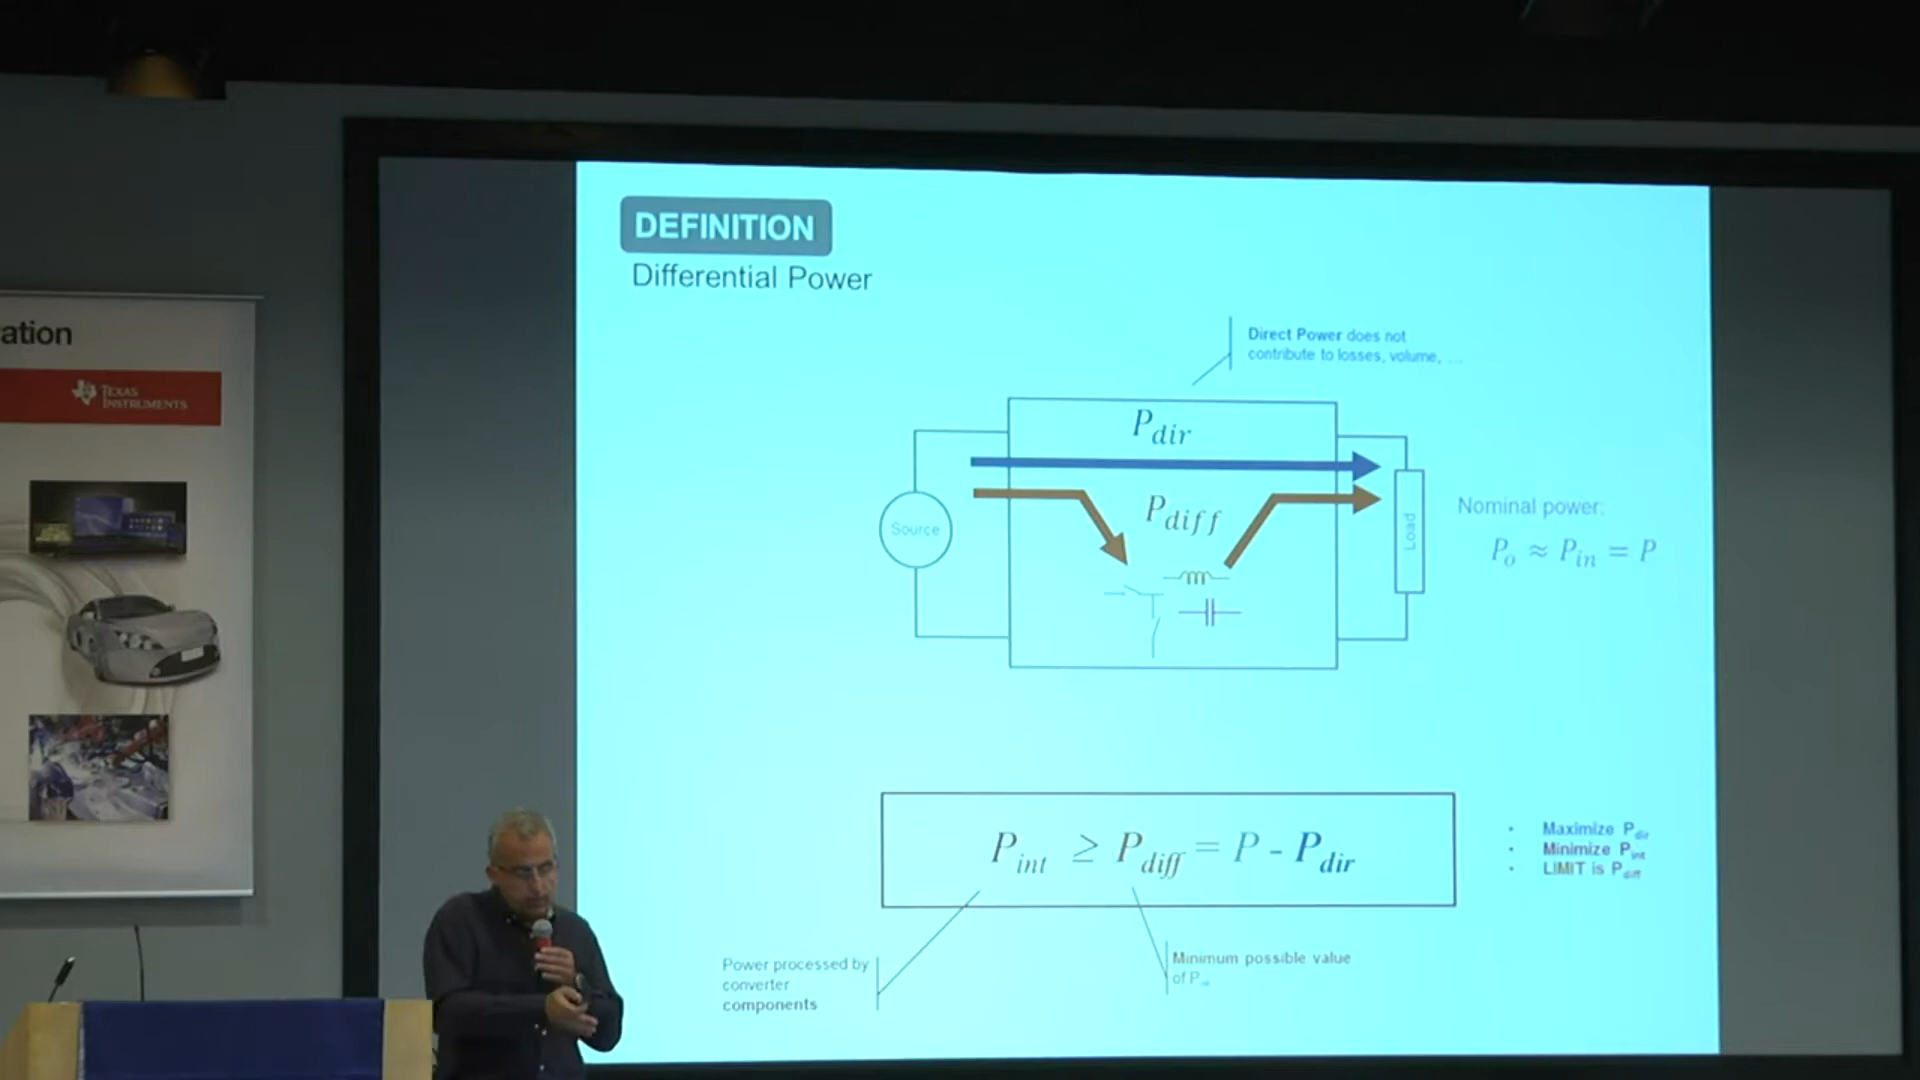 DEFINITION
Differential Power
Direct Power does not
contribute to losses, volume, ...
P_dir
P_diff
Source
Load
Nominal power:
P_o ≈ P_in = P
P_int ≥ P_diff = P - P_dir
• Maximize P_dir
• Minimize P_int
• LIMIT is P_diff
Power processed by
converter
components
Minimum possible value
of P
ation
TEXAS
INSTRUMENTS